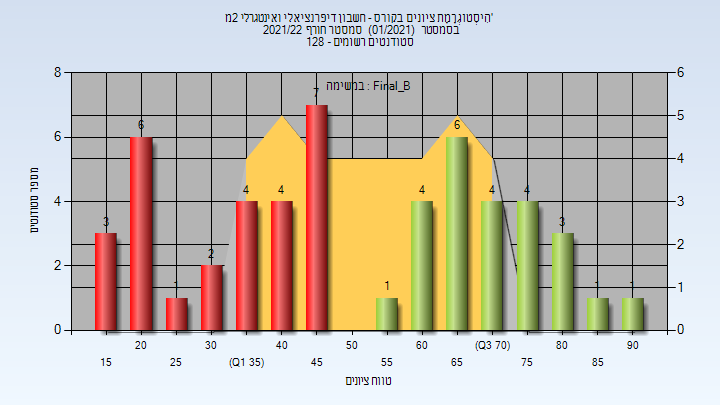 היסטוגרמת ציונים בקורס - חשבון דיפרנציאלי ואינטגרלי 2מ'
בסמסטר (01/2021) סמסטר חורף 2021/22
סטודנטים רשומים - 128
במשימה : Final_B
מספר סטודנטים
8 6 4 2 0
6 5 4 3 2 1 0
3 6 1 2 4 4 7 1 4 6 4 4 3 1 1
20 30 40 50 60 (Q3 70) 80 90
15 25 (Q1 35) 45 55 65 75 85
טווח ציונים